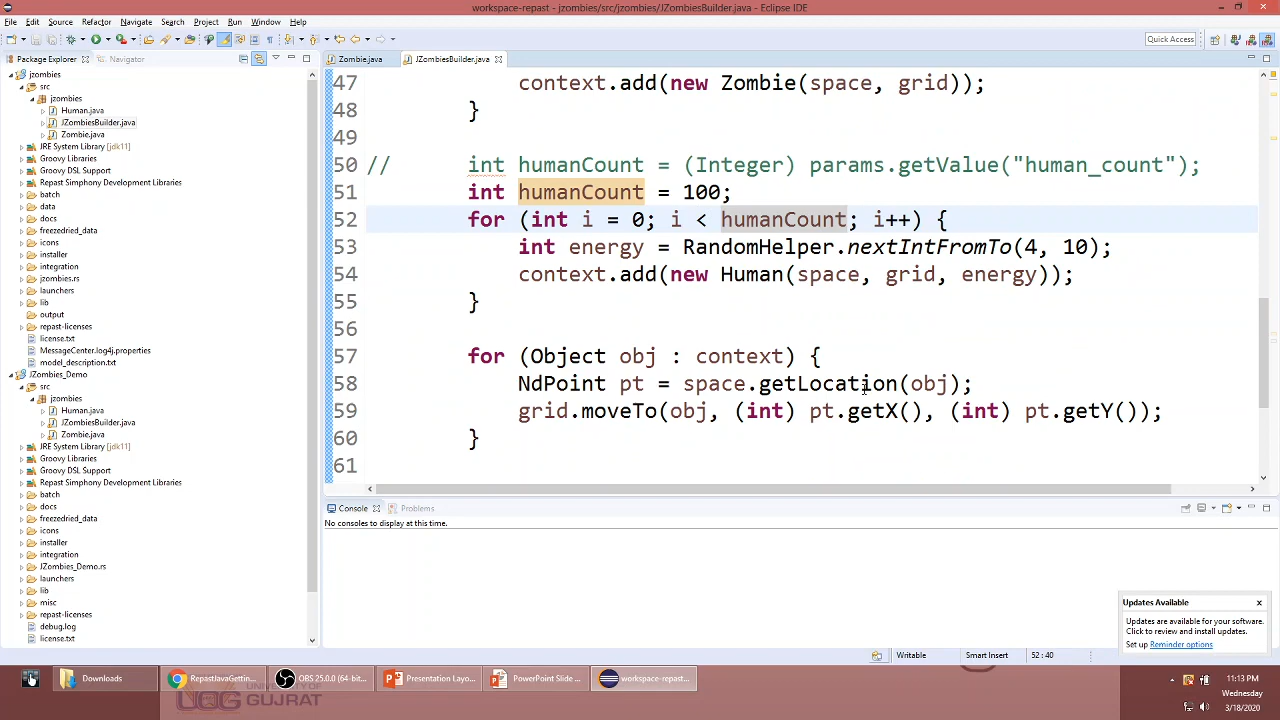 workspace-repast - jzombies/src/jzombies/JZombiesBuilder.java - Eclipse IDE
File Edit Source Refactor Navigate Search Project Run Window Help
Quick Access
Package Explorer Navigator
Zombie.java JZombiesBuilder.java
jzombies
src
jzombies
Human.java
JZombiesBuilder.java
Zombie.java
JRE System Library [jdk11]
Groovy Libraries
Groovy DSL Support
Repast Simphony Development Libraries
batch
data
docs
freezedried_data
icons
installer
integration
jzombies.rs
launchers
lib
output
repast-licenses
license.txt
MessageCenter.log4j.properties
model_description.txt
JZombies_Demo
src
jzombies
Human.java
JZombiesBuilder.java
Zombie.java
JRE System Library [jdk11]
Groovy Libraries
Groovy DSL Support
Repast Simphony Development Libraries
batch
docs
freezedried_data
icons
installer
integration
JZombies_Demo.rs
launchers
lib
misc
repast-licenses
debug.log
license.txt
47 context.add(new Zombie(space, grid));
48 }
49
50 // int humanCount = (Integer) params.getValue("human_count");
51 int humanCount = 100;
52 for (int i = 0; i < humanCount; i++) {
53 int energy = RandomHelper.nextIntFromTo(4, 10);
54 context.add(new Human(space, grid, energy));
55 }
56
57 for (Object obj : context) {
58 NdPoint pt = space.getLocation(obj);
59 grid.moveTo(obj, (int) pt.getX(), (int) pt.getY());
60 }
61
Console Problems
No consoles to display at this time.
Updates Available
Updates are available for your software.
Click to review and install updates.
Set up Reminder options
Writable Smart Insert 52 : 40
Downloads RepastJavaGettin... OBS 25.0.0 (64-bit... Presentation Layo... PowerPoint Slide ... workspace-repast...
UNIVERSITY OF
GUJRAT
11:13 PM
Wednesday
3/18/2020